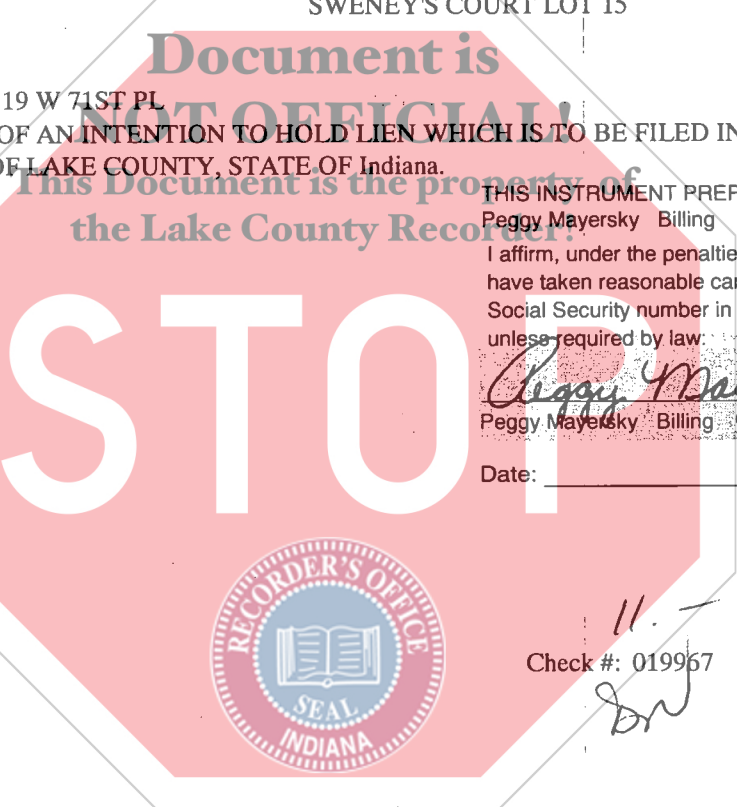 SWENEY'S COURT LOT 15
Document is
19 W 71ST PL
NOT OFFICIAL!
OF AN INTENTION TO HOLD LIEN WHICH IS TO BE FILED IN
OF LAKE COUNTY, STATE OF Indiana.
This Document is the property of
the Lake County Recorder!
THIS INSTRUMENT PREP
Peggy Mayersky Billing
I affirm, under the penaltie
have taken reasonable car
Social Security number in
unless required by law:
Peggy Ma
Peggy Mayersky Billing
Date:
STOP
RECORDER'S OFFICE
SEAL
INDIANA
11. –
Check #: 019967